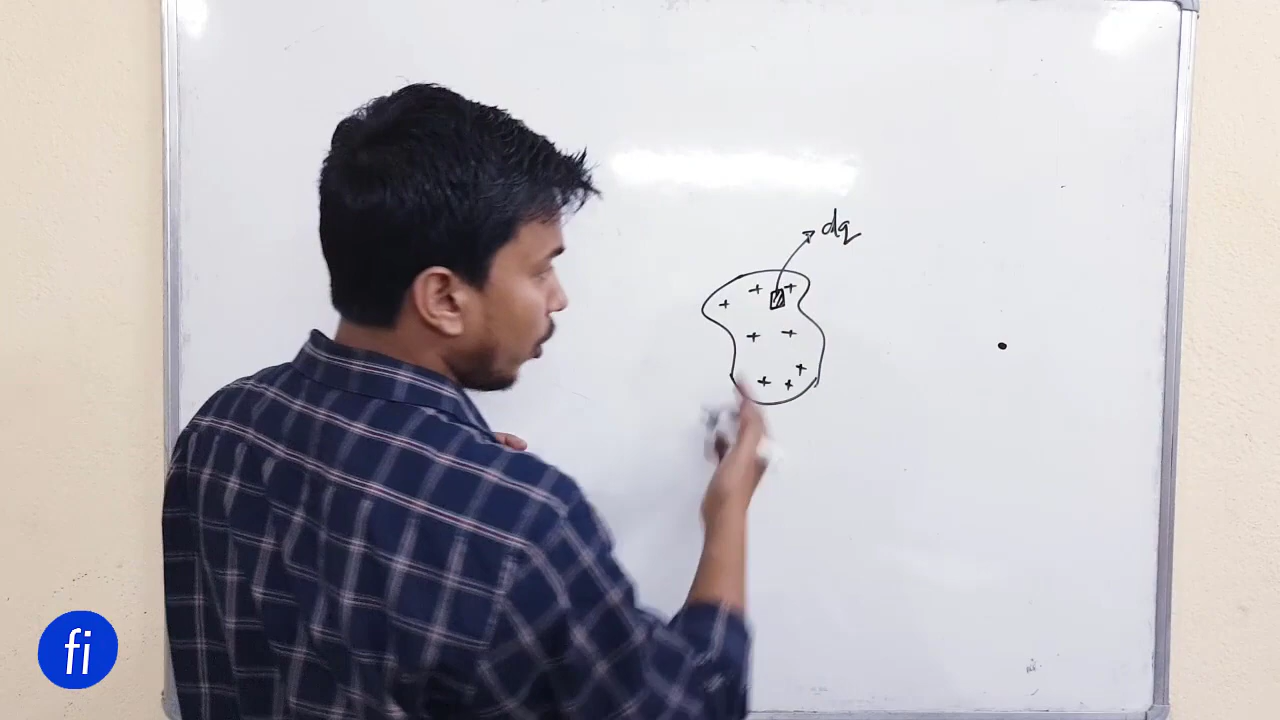 dq
+ + +
+ +
+
+ +
fi